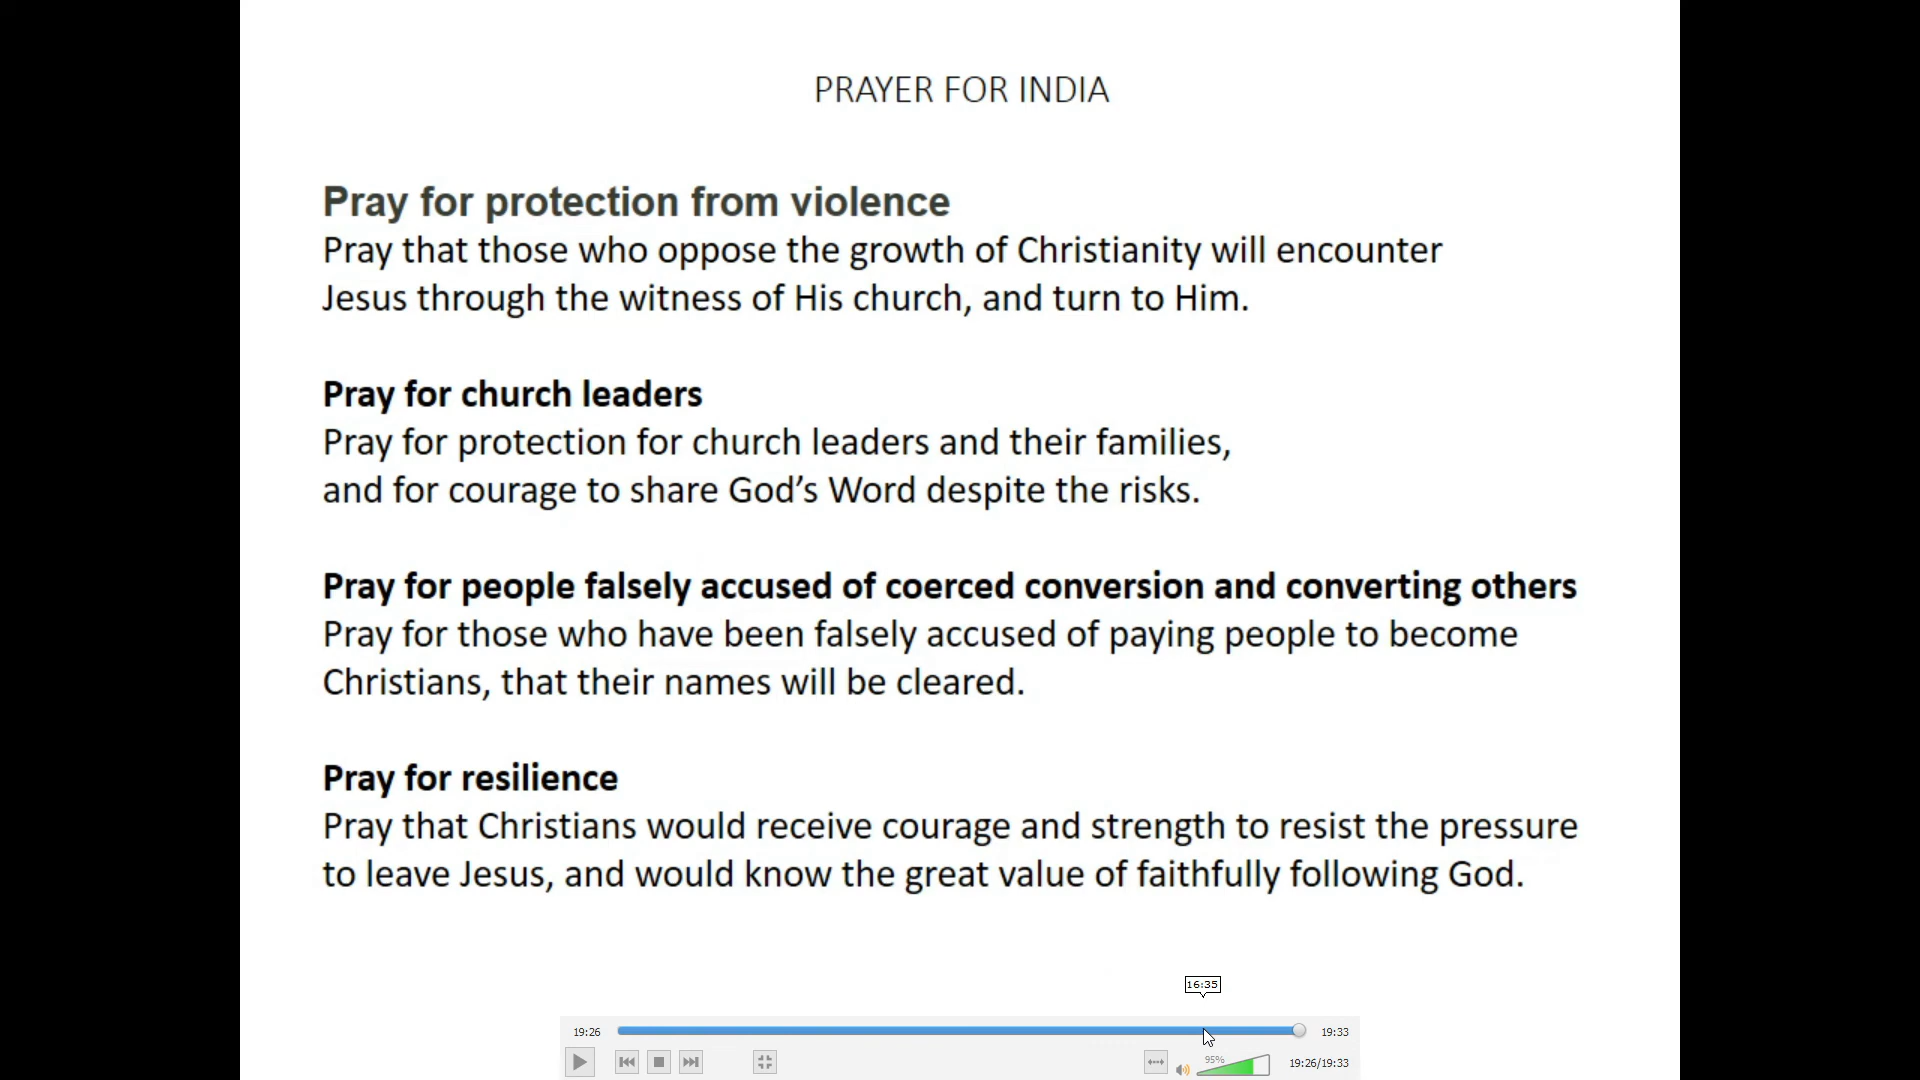 PRAYER FOR INDIA
Pray for protection from violence
Pray that those who oppose the growth of Christianity will encounter
Jesus through the witness of His church, and turn to Him.
Pray for church leaders
Pray for protection for church leaders and their families,
and for courage to share God’s Word despite the risks.
Pray for people falsely accused of coerced conversion and converting others
Pray for those who have been falsely accused of paying people to become
Christians, that their names will be cleared.
Pray for resilience
Pray that Christians would receive courage and strength to resist the pressure
to leave Jesus, and would know the great value of faithfully following God.
16:35
19:26 19:33
95% 19:26/19:33